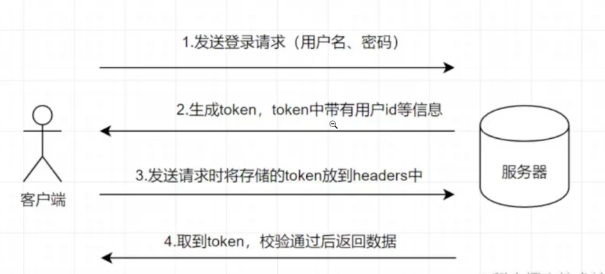 1.发送登录请求（用户名、密码）
2.生成token，token中带有用户id等信息
3.发送请求时将存储的token放到headers中
服务器
客户端
4.取到token，校验通过后返回数据